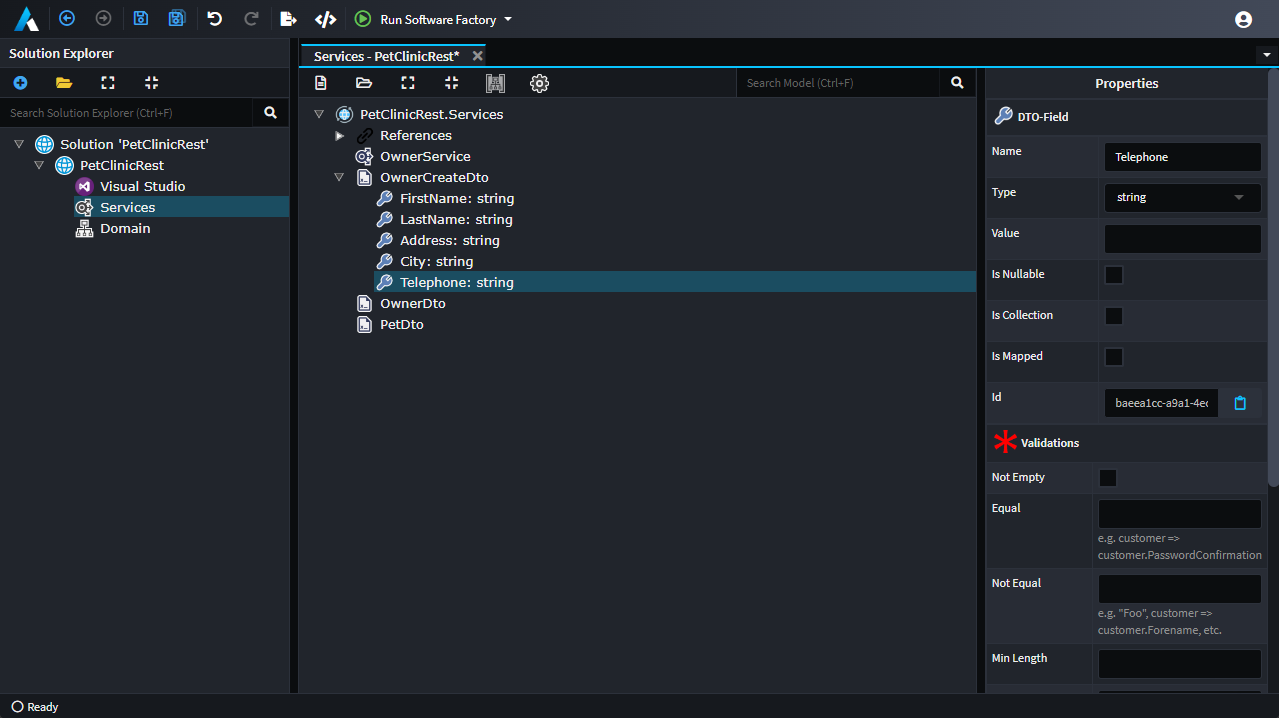 Run Software Factory
Solution Explorer
Search Solution Explorer (Ctrl+F)
Solution 'PetClinicRest'
PetClinicRest
Visual Studio
Services
Domain
Services - PetClinicRest*
Search Model (Ctrl+F)
PetClinicRest.Services
References
OwnerService
OwnerCreateDto
FirstName: string
LastName: string
Address: string
City: string
Telephone: string
OwnerDto
PetDto
Properties
DTO-Field
Name
Telephone
Type
string
Value
Is Nullable
Is Collection
Is Mapped
Id
baeea1cc-a9a1-4e
Validations
Not Empty
Equal
e.g. customer =>
customer.PasswordConfirmation
Not Equal
e.g. "Foo", customer =>
customer.Forename, etc.
Min Length
Ready